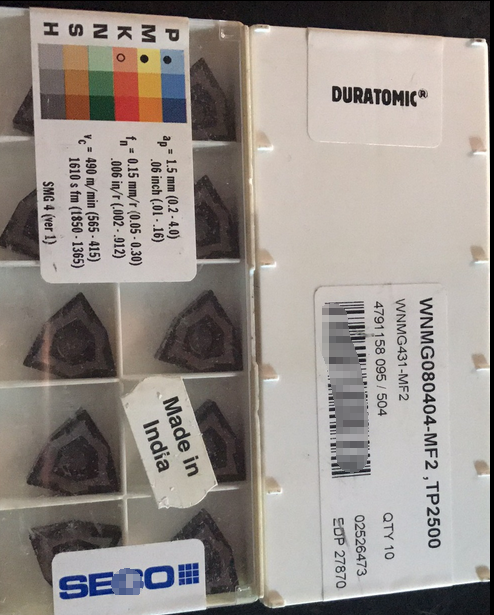 P
M
K
N
S
H
ap = 1.5 mm (0.2 - 4.0)
.06 inch (.01 - .16)
fn = 0.15 mm/r (0.05 - 0.30)
.006 in/r (.002 - .012)
vc = 490 m/min (565 - 415)
1610 s fm (1850 - 1365)
SMG 4 (ver 1)
DURATOMIC®
WNMG080404-MF2 , TP2500
WNMG431-MF2
4791158 095 / 504
QTY 10
02526473
EDP 27870
Made in
India